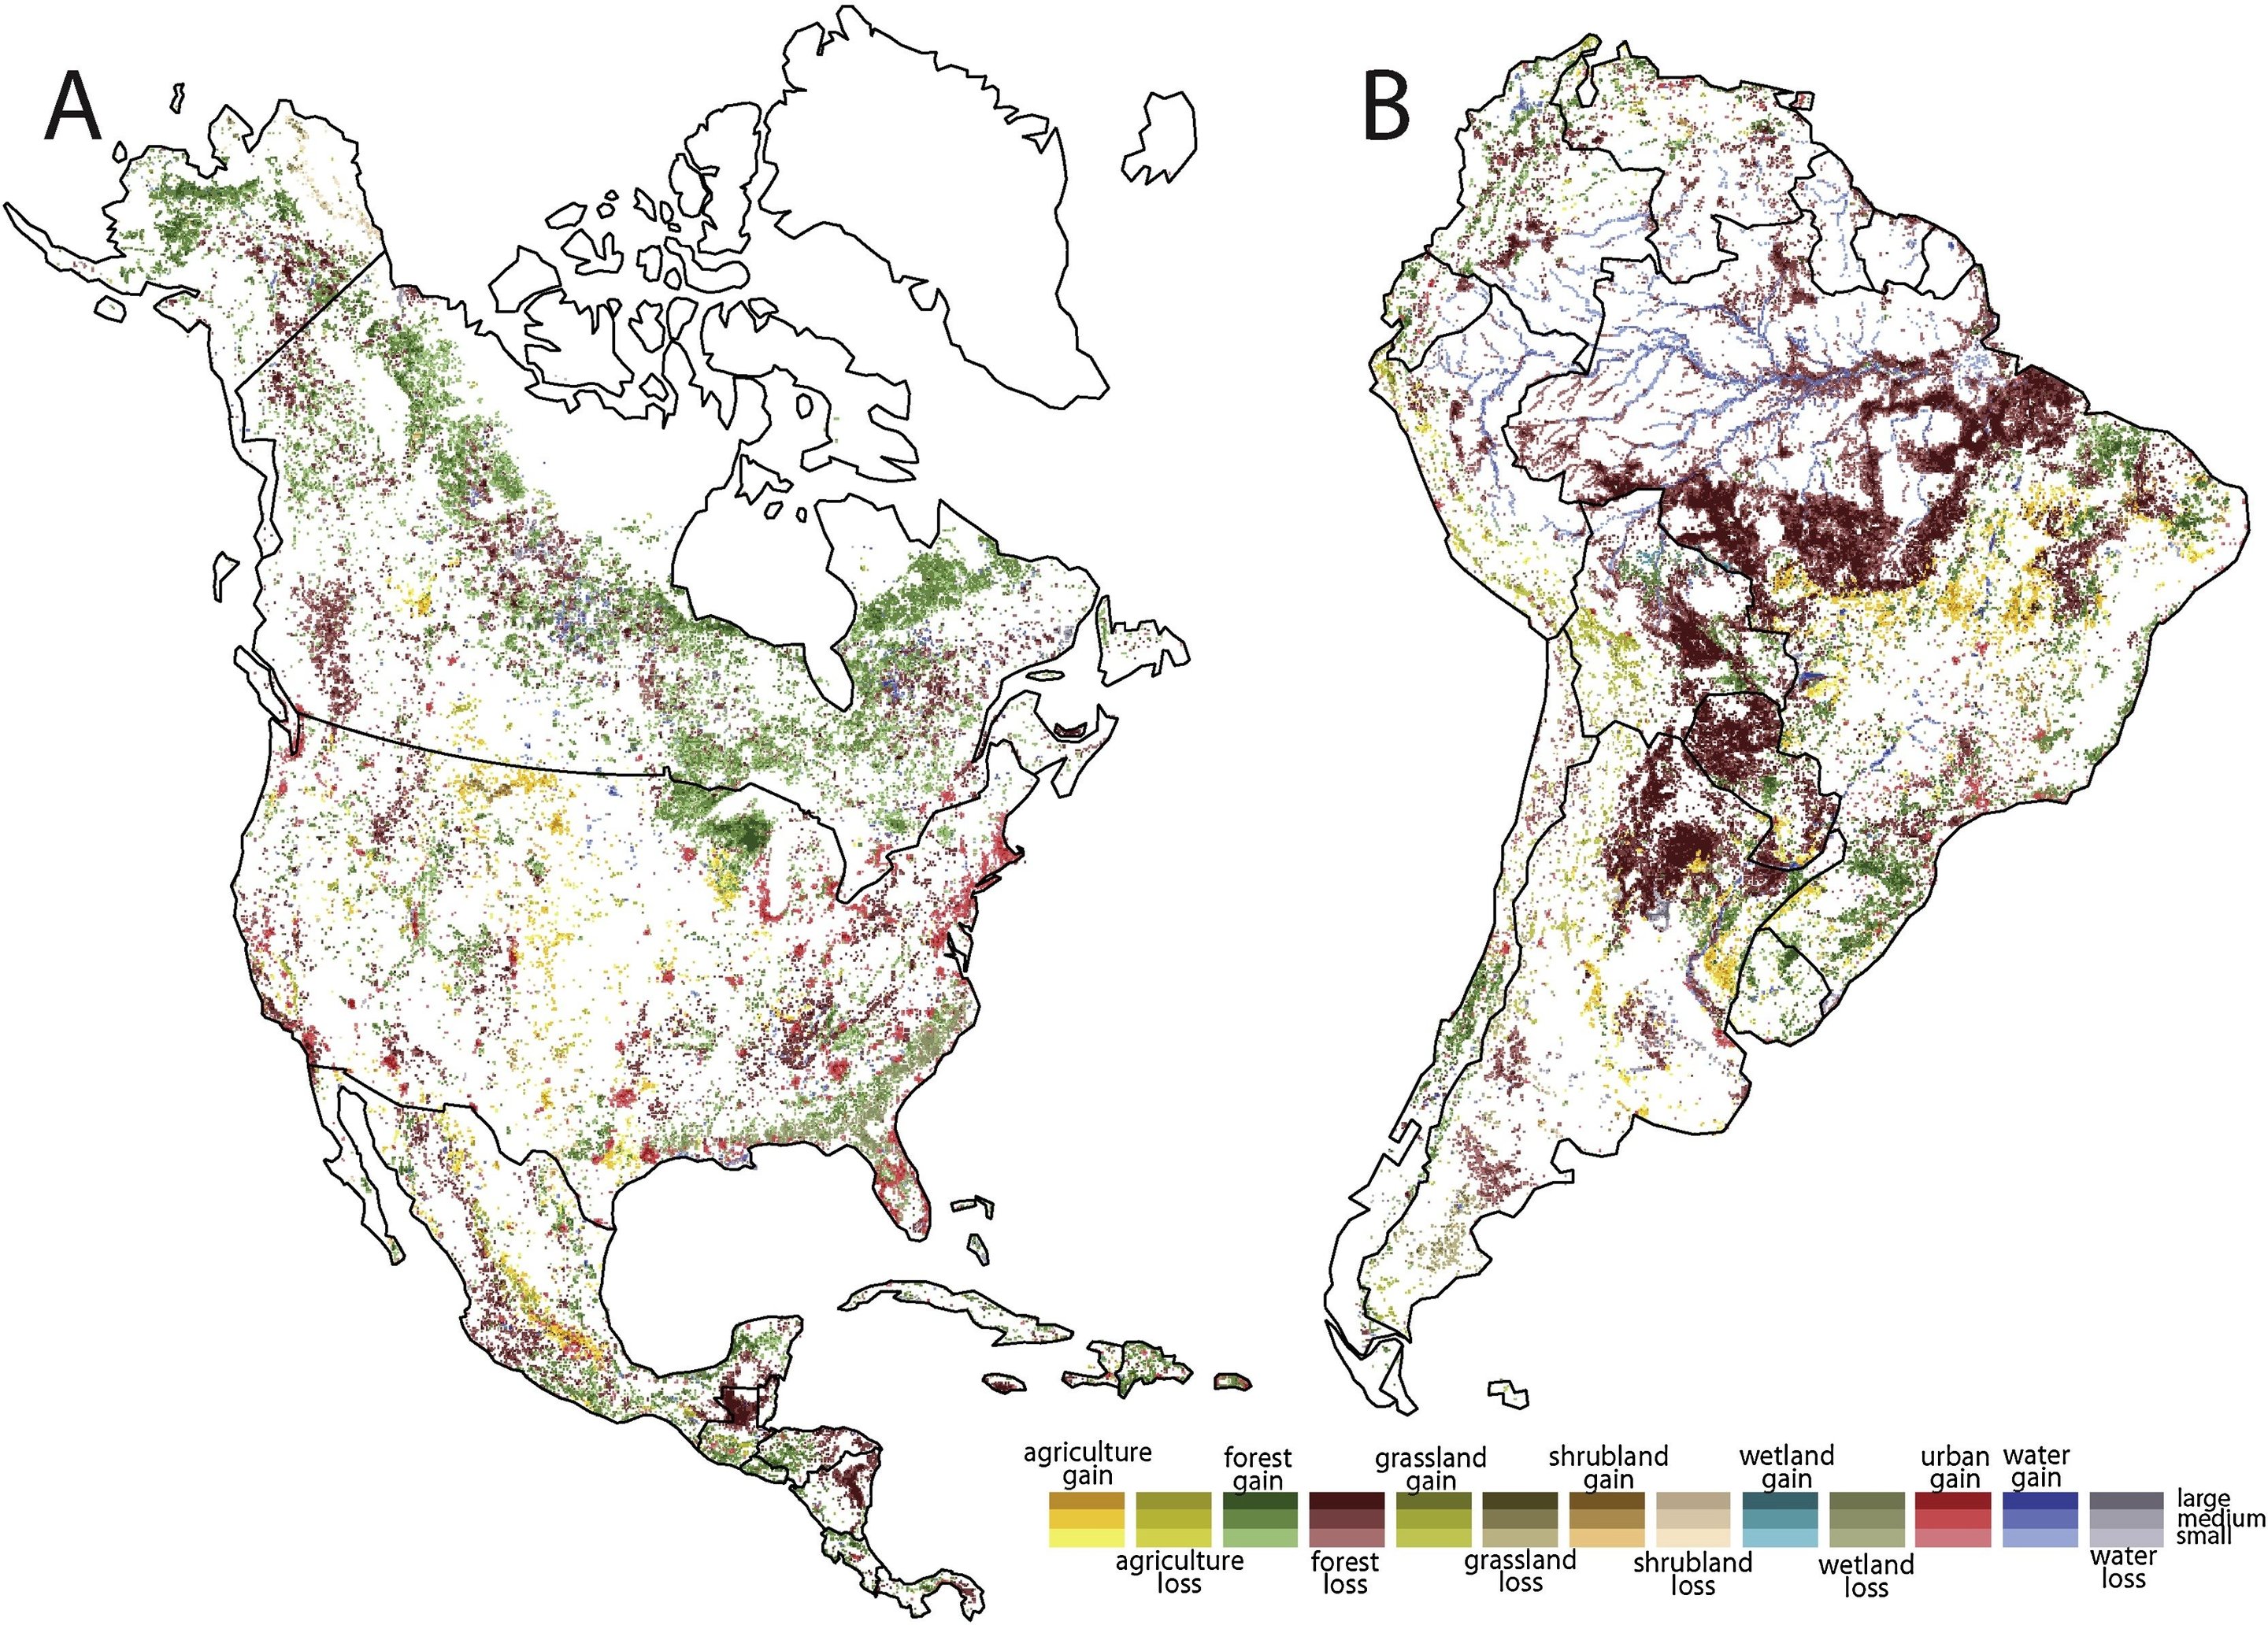 A
B
agriculture gain
forest gain
grassland gain
shrubland gain
wetland gain
urban gain
water gain
large
medium
small
agriculture loss
forest loss
grassland loss
shrubland loss
wetland loss
water loss